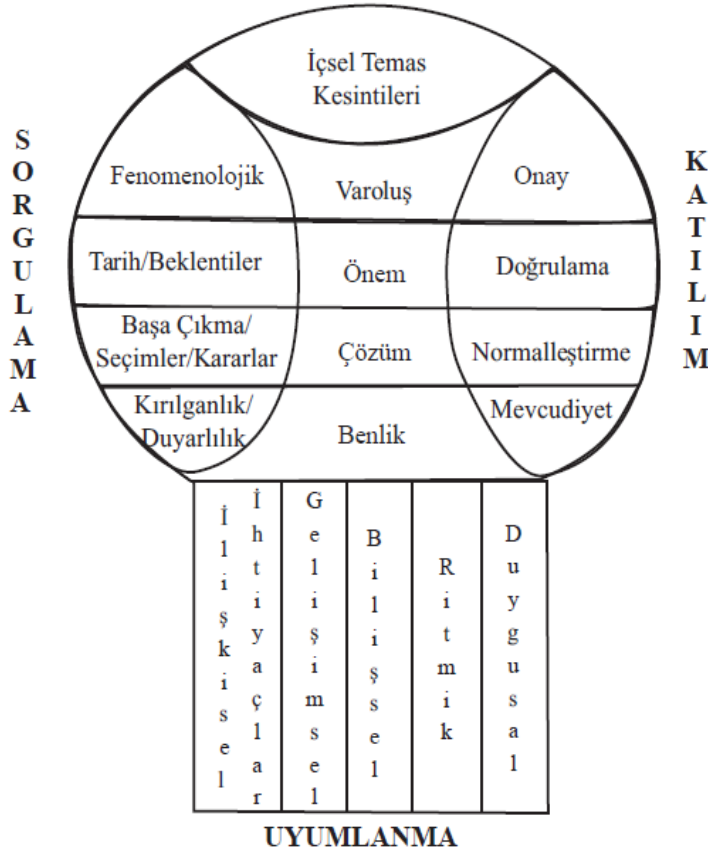 İçsel Temas
Kesintileri
SORGULAMA
KATILIM
Fenomenolojik
Varoluş
Onay
Tarih/Beklentiler
Önem
Doğrulama
Başa Çıkma/
Seçimler/Kararlar
Çözüm
Normalleştirme
Kırılganlık/
Duyarlılık
Benlik
Mevcudiyet
İlişkisel
İhtiyaçlar
Gelişimsel
Bilişsel
Ritmik
Duygusal
UYUMLANMA